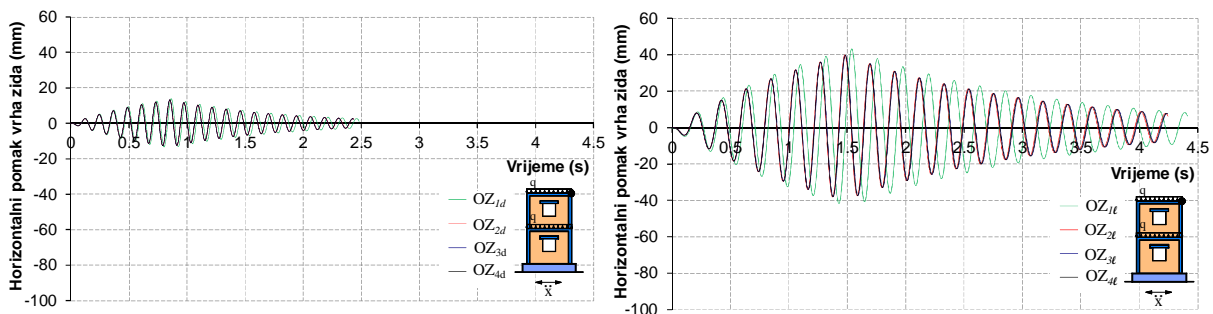 Horizontalni pomak vrha zida (mm)
60
40
20
0
-20
-40
-60
-80
-100
0 0.5 1 1.5 2 2.5 3 3.5 4 4.5
Vrijeme (s)
OZ1d
OZ2d
OZ3d
OZ4d
q
q
ẍ
Horizontalni pomak vrha zida (mm)
60
40
20
0
-20
-40
-60
-80
-100
0 0.5 1 1.5 2 2.5 3 3.5 4 4.5
Vrijeme (s)
OZ1ℓ
OZ2ℓ
OZ3ℓ
OZ4ℓ
q
q
ẍ